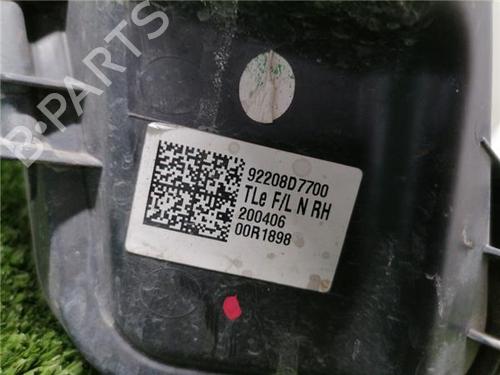 B-PARTS
92208D7700
TLe F/L N RH
200406
00R1898